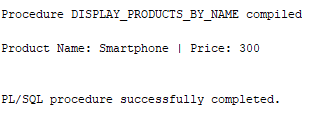 Procedure DISPLAY_PRODUCTS_BY_NAME compiled
Product Name: Smartphone | Price: 300
PL/SQL procedure successfully completed.